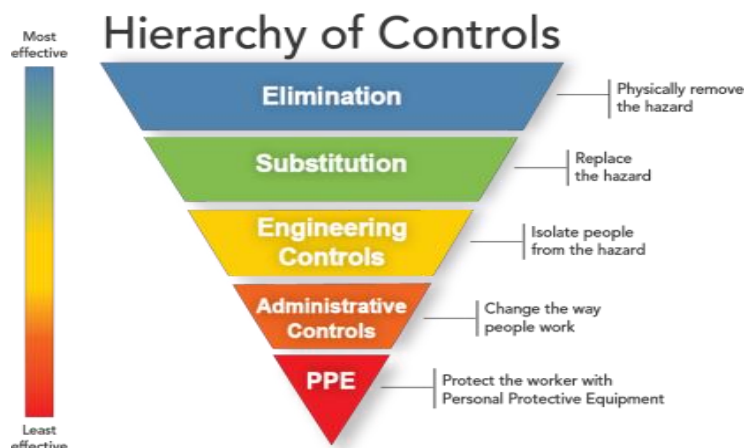 Hierarchy of Controls
Most
effective
Elimination
Physically remove
the hazard
Substitution
Replace
the hazard
Engineering
Controls
Isolate people
from the hazard
Administrative
Controls
Change the way
people work
PPE
Protect the worker with
Personal Protective Equipment
Least
effective